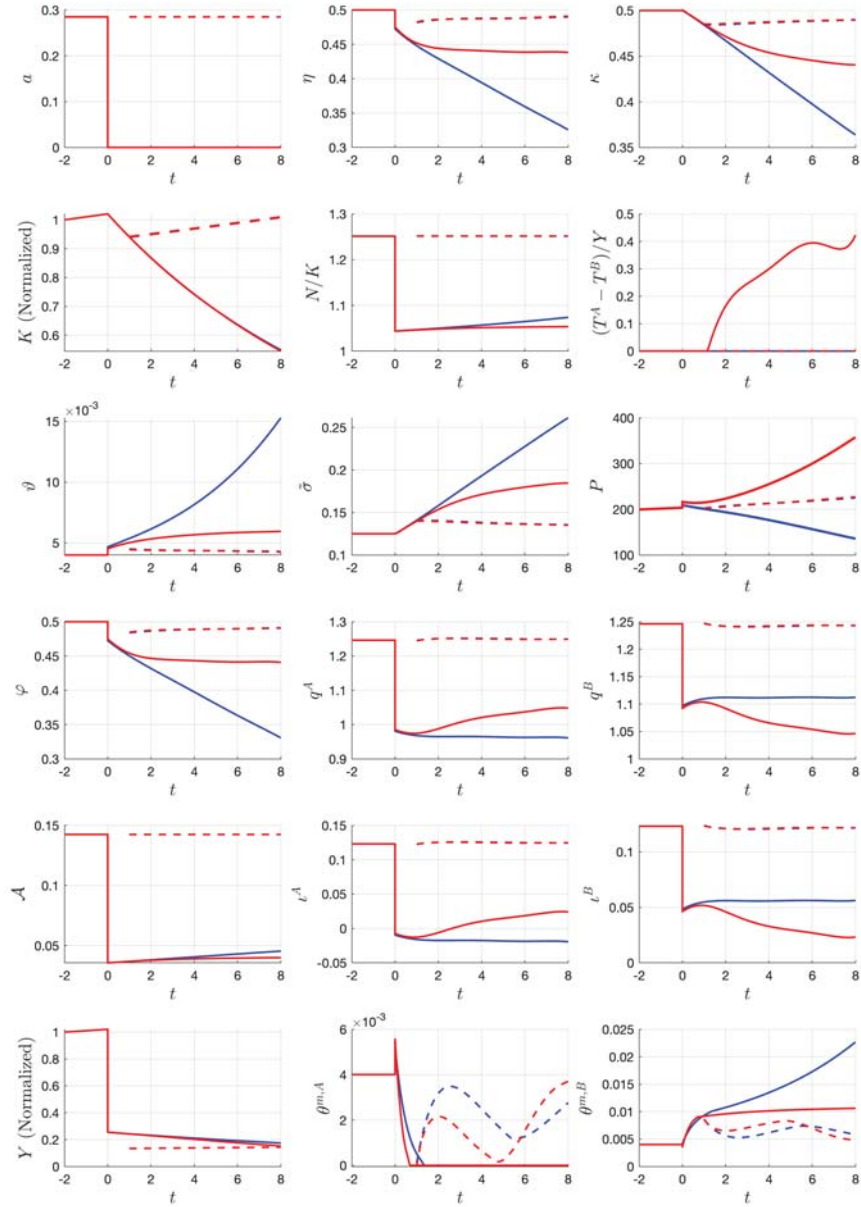 0.3
0.2
0.1
0
a
-2 0 2 4 6 8
t
0.5
0.45
0.4
0.35
0.3
η
-2 0 2 4 6 8
t
0.5
0.45
0.4
0.35
κ
-2 0 2 4 6 8
t
1
0.9
0.8
0.7
0.6
K (Normalized)
-2 0 2 4 6 8
t
1.3
1.2
1.1
1
N/K
-2 0 2 4 6 8
t
0.5
0.4
0.3
0.2
0.1
0
(T^A − T^B)/Y
-2 0 2 4 6 8
t
×10^-3
15
10
5
ϑ
-2 0 2 4 6 8
t
0.25
0.2
0.15
0.1
σ̃
-2 0 2 4 6 8
t
400
300
200
100
P
-2 0 2 4 6 8
t
0.5
0.45
0.4
0.35
0.3
φ
-2 0 2 4 6 8
t
1.3
1.2
1.1
1
0.9
q^A
-2 0 2 4 6 8
t
1.25
1.2
1.15
1.1
1.05
1
q^B
-2 0 2 4 6 8
t
0.15
0.1
0.05
𝒜
-2 0 2 4 6 8
t
0.15
0.1
0.05
0
-0.05
ι^A
-2 0 2 4 6 8
t
0.1
0.05
0
ι^B
-2 0 2 4 6 8
t
1
0.8
0.6
0.4
0.2
0
Y (Normalized)
-2 0 2 4 6 8
t
×10^-3
6
4
2
0
θ^{m,A}
-2 0 2 4 6 8
t
0.025
0.02
0.015
0.01
0.005
0
θ^{m,B}
-2 0 2 4 6 8
t